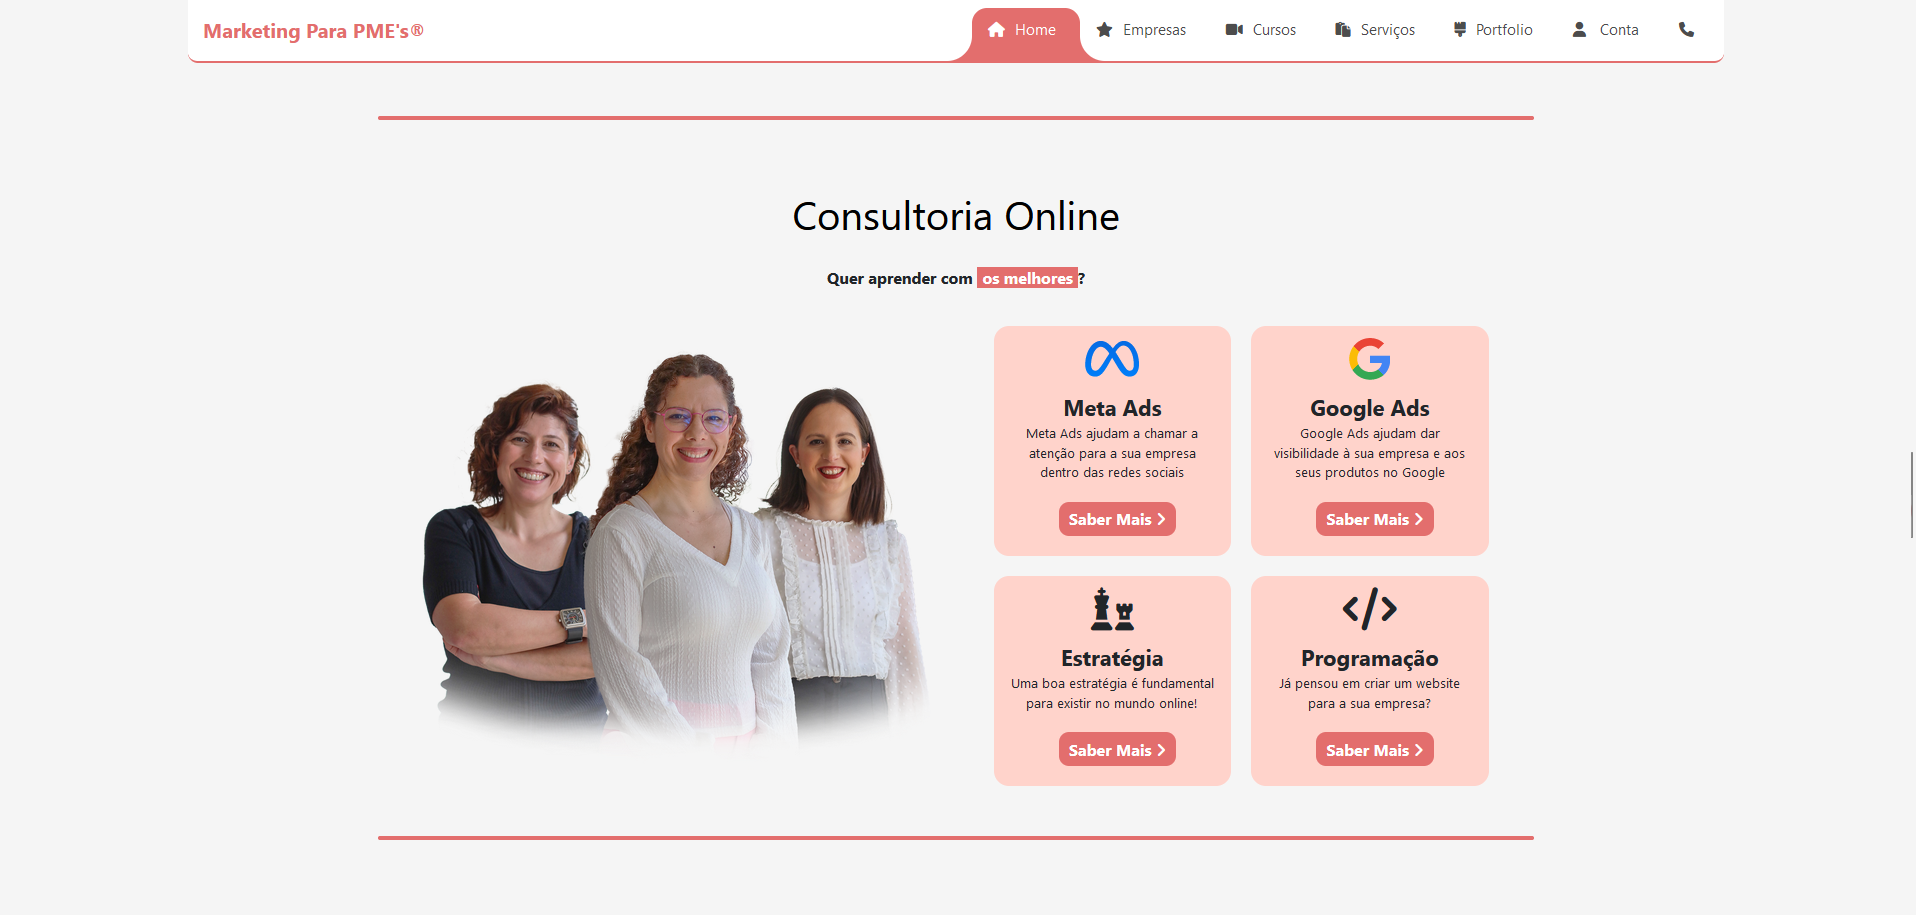 Marketing Para PME's®
Home
Empresas
Cursos
Serviços
Portfolio
Conta
Consultoria Online
Quer aprender com os melhores ?
Meta Ads
Meta Ads ajudam a chamar a
atenção para a sua empresa
dentro das redes sociais
Saber Mais
Google Ads
Google Ads ajudam dar
visibilidade à sua empresa e aos
seus produtos no Google
Saber Mais
Estratégia
Uma boa estratégia é fundamental
para existir no mundo online!
Saber Mais
Programação
Já pensou em criar um website
para a sua empresa?
Saber Mais